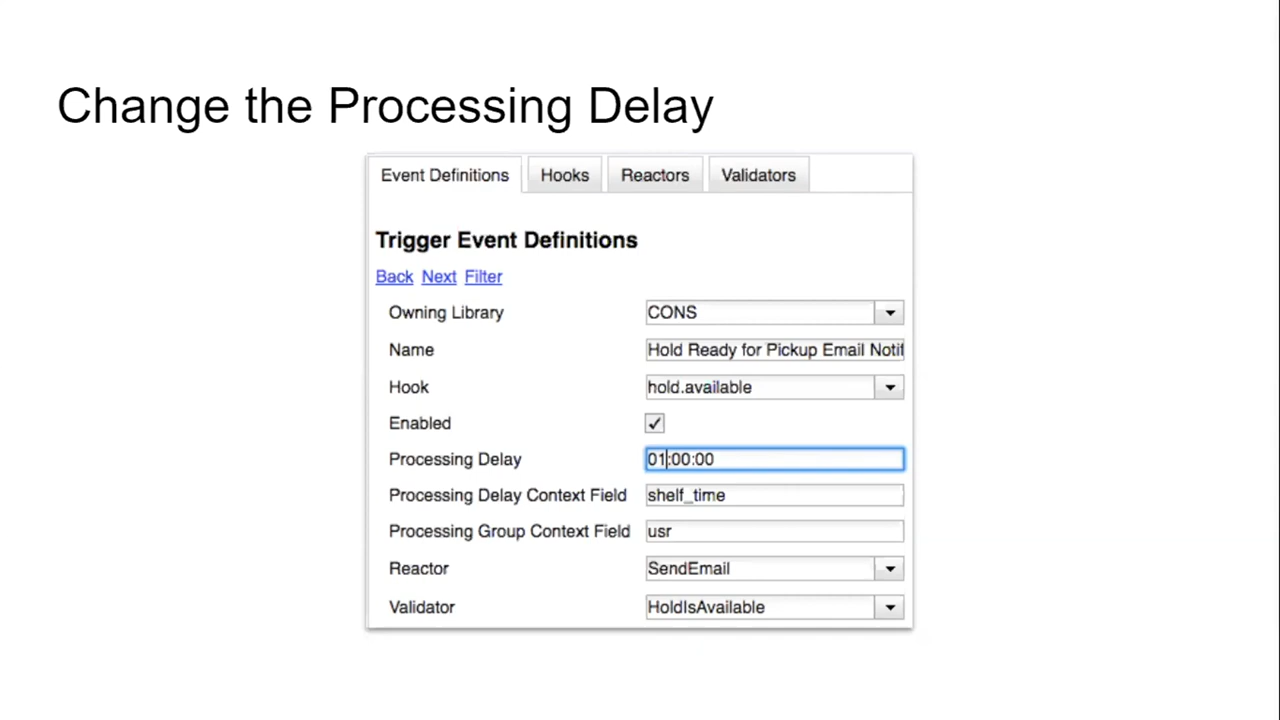 Change the Processing Delay
Event Definitions Hooks Reactors Validators
Trigger Event Definitions
Back Next Filter
Owning Library CONS
Name Hold Ready for Pickup Email Notif
Hook hold.available
Enabled
Processing Delay 01:00:00
Processing Delay Context Field shelf_time
Processing Group Context Field usr
Reactor SendEmail
Validator HoldIsAvailable